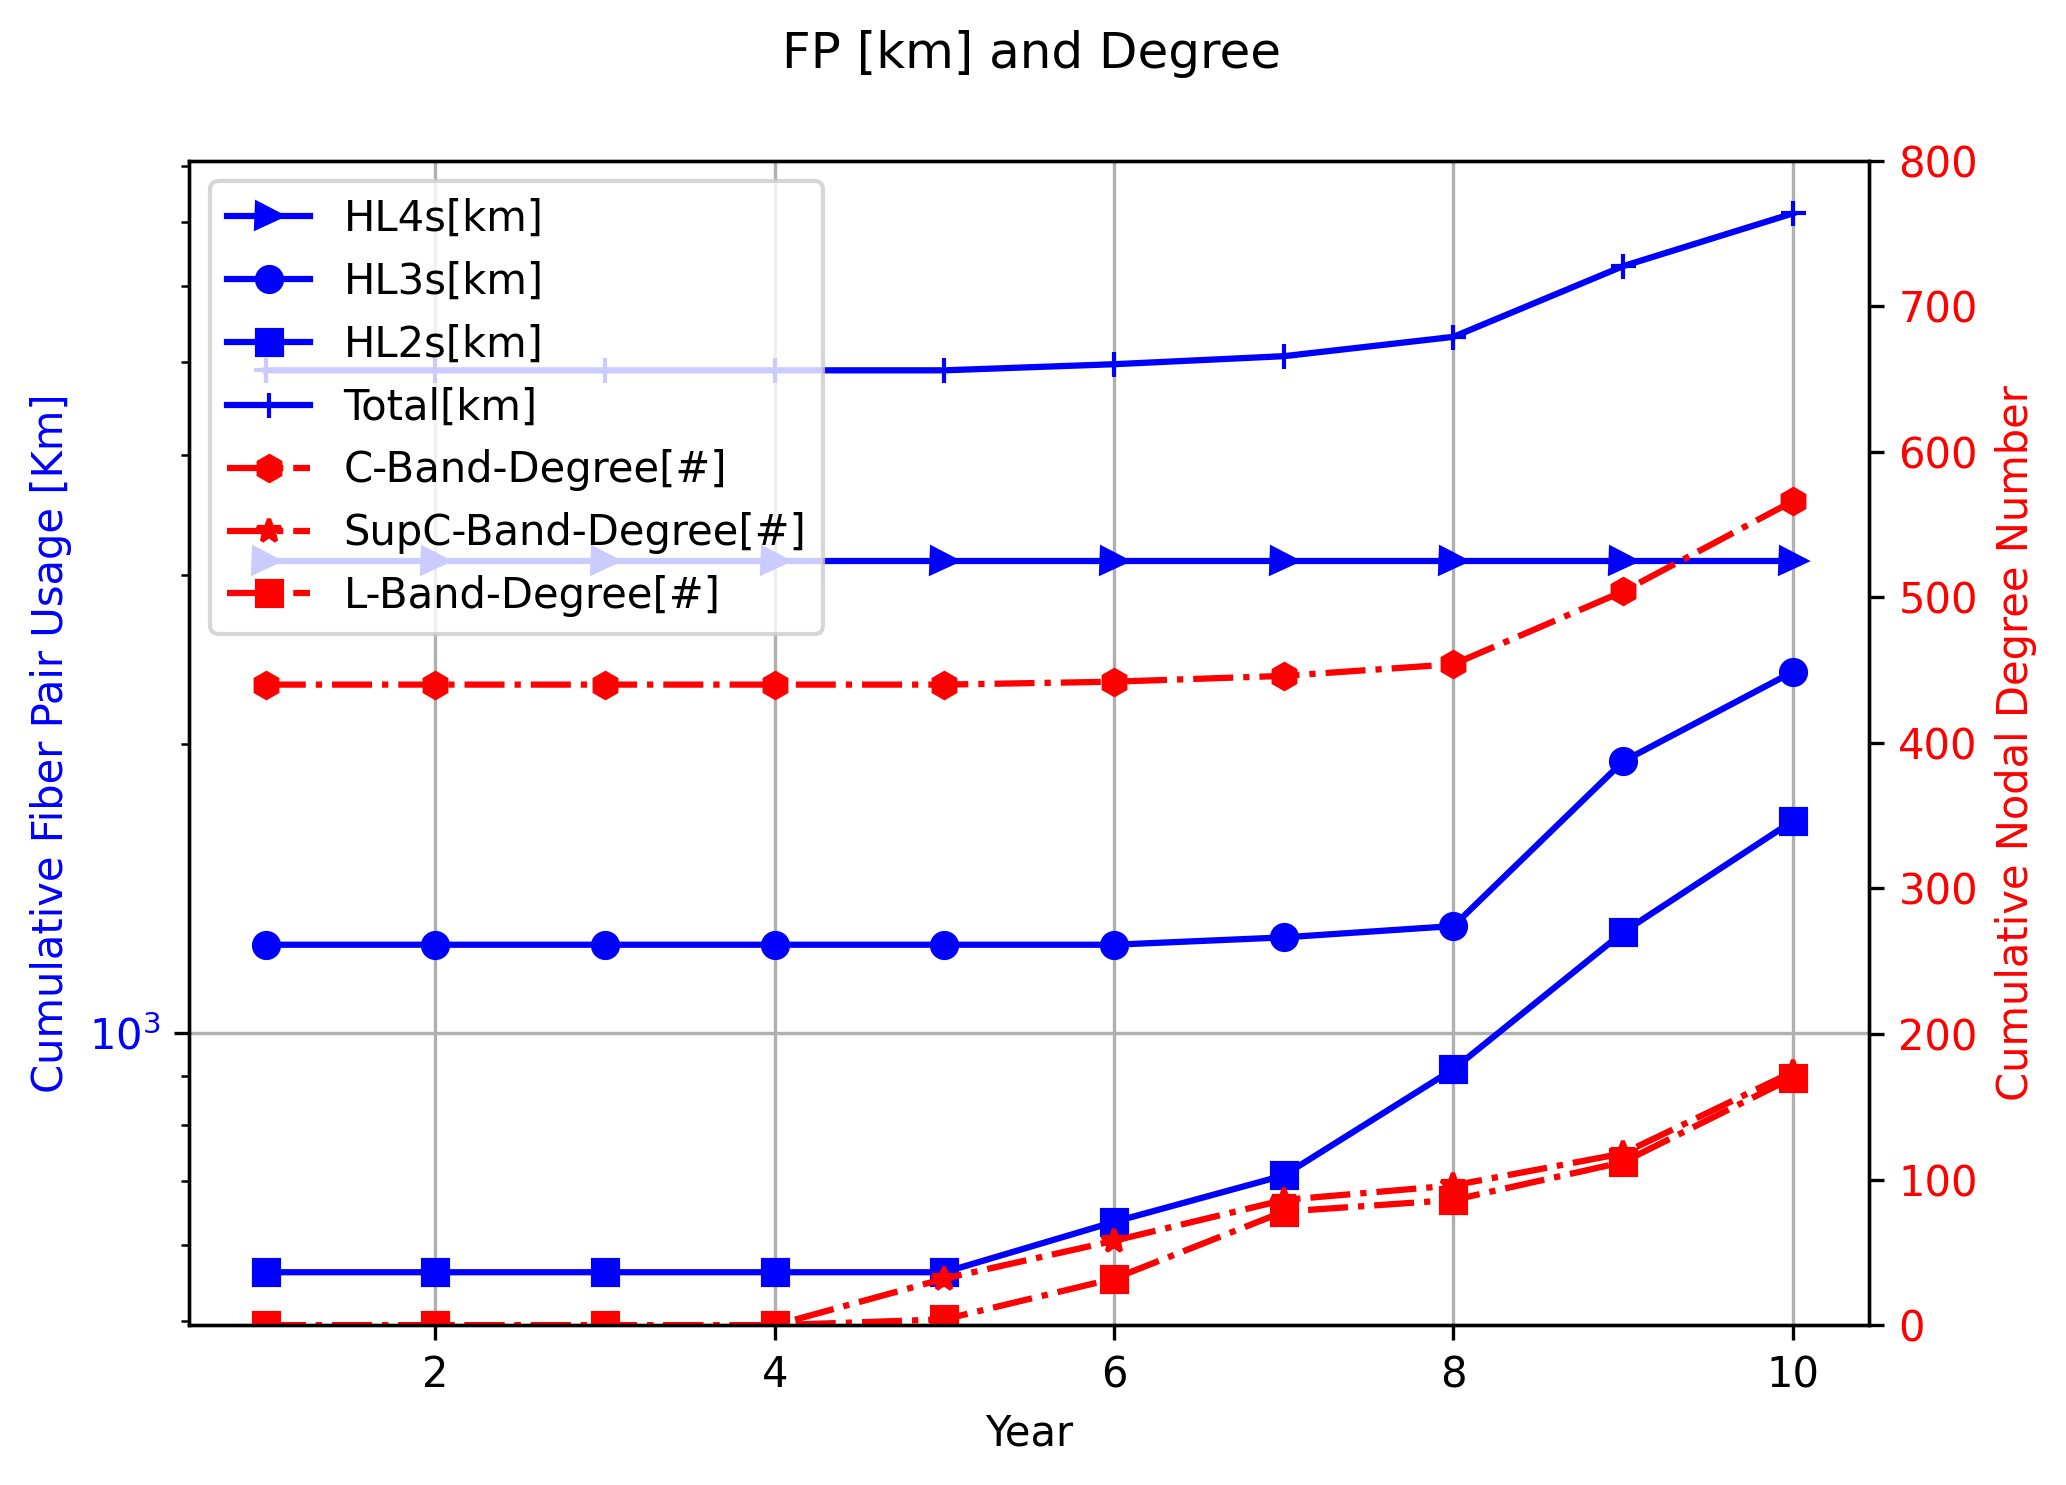 FP [km] and Degree
HL4s[km]
HL3s[km]
HL2s[km]
Total[km]
C-Band-Degree[#]
SupC-Band-Degree[#]
L-Band-Degree[#]
Cumulative Fiber Pair Usage [Km]
10³
800
700
600
500
400
300
200
100
0
Cumulative Nodal Degree Number
2 4 6 8 10
Year